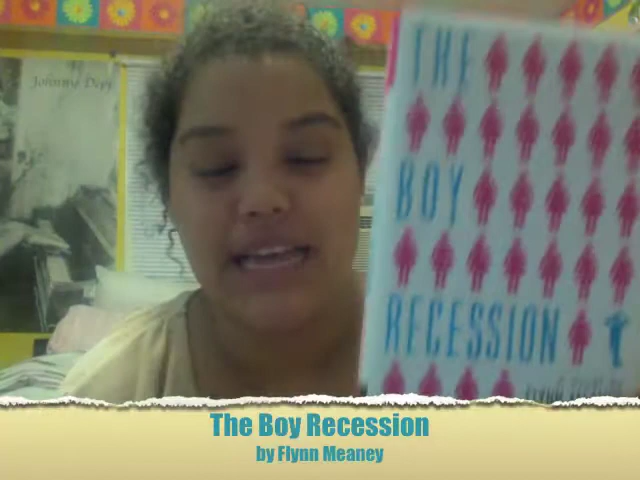 Johnny Depp
THE
BOY
RECESSION
The Boy Recession
by Flynn Meaney